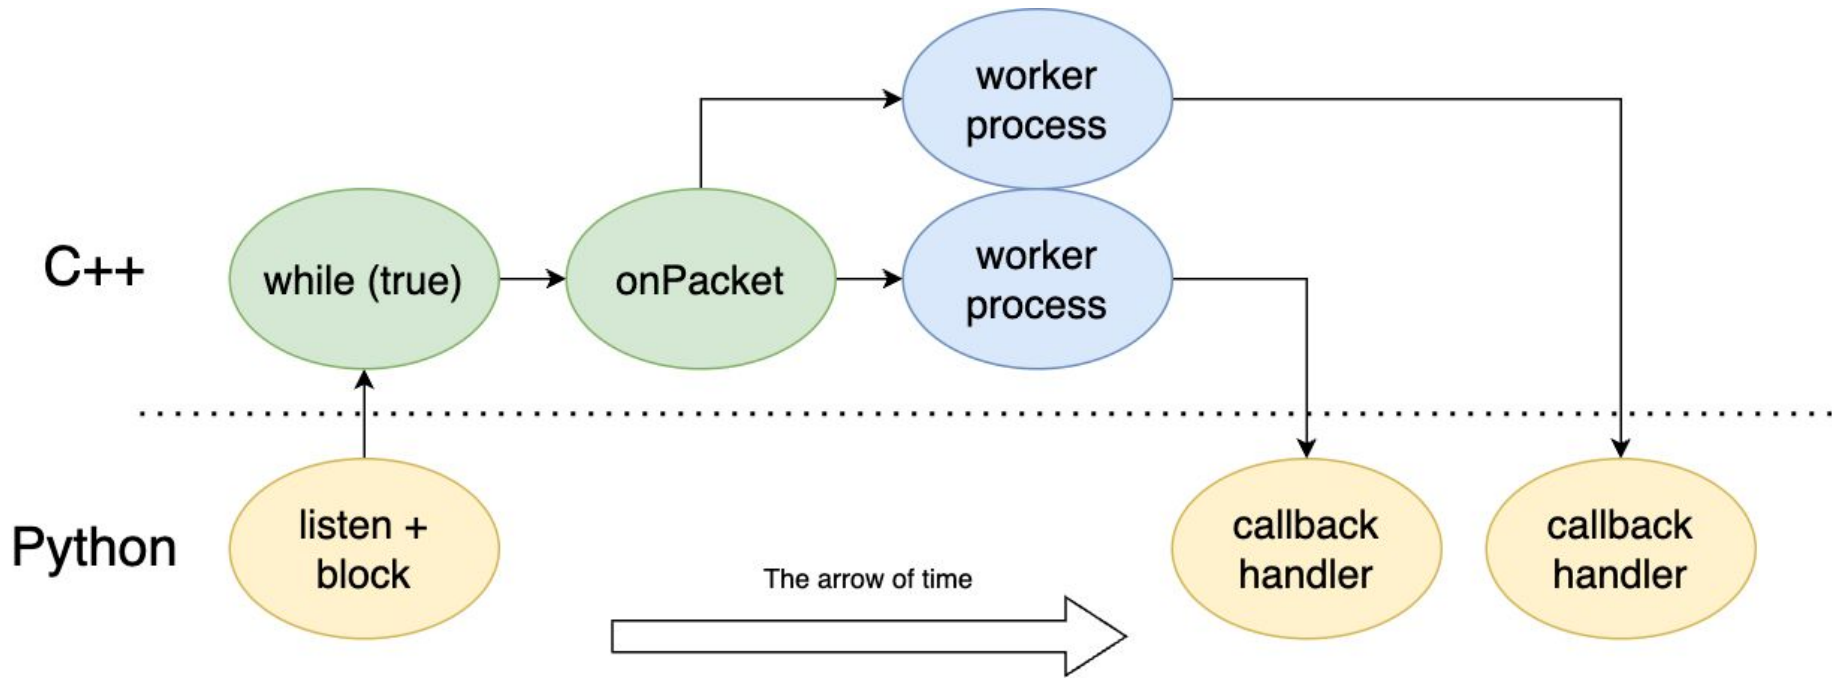 worker
process
C++
while (true)
onPacket
worker
process
Python
listen +
block
The arrow of time
callback
handler
callback
handler